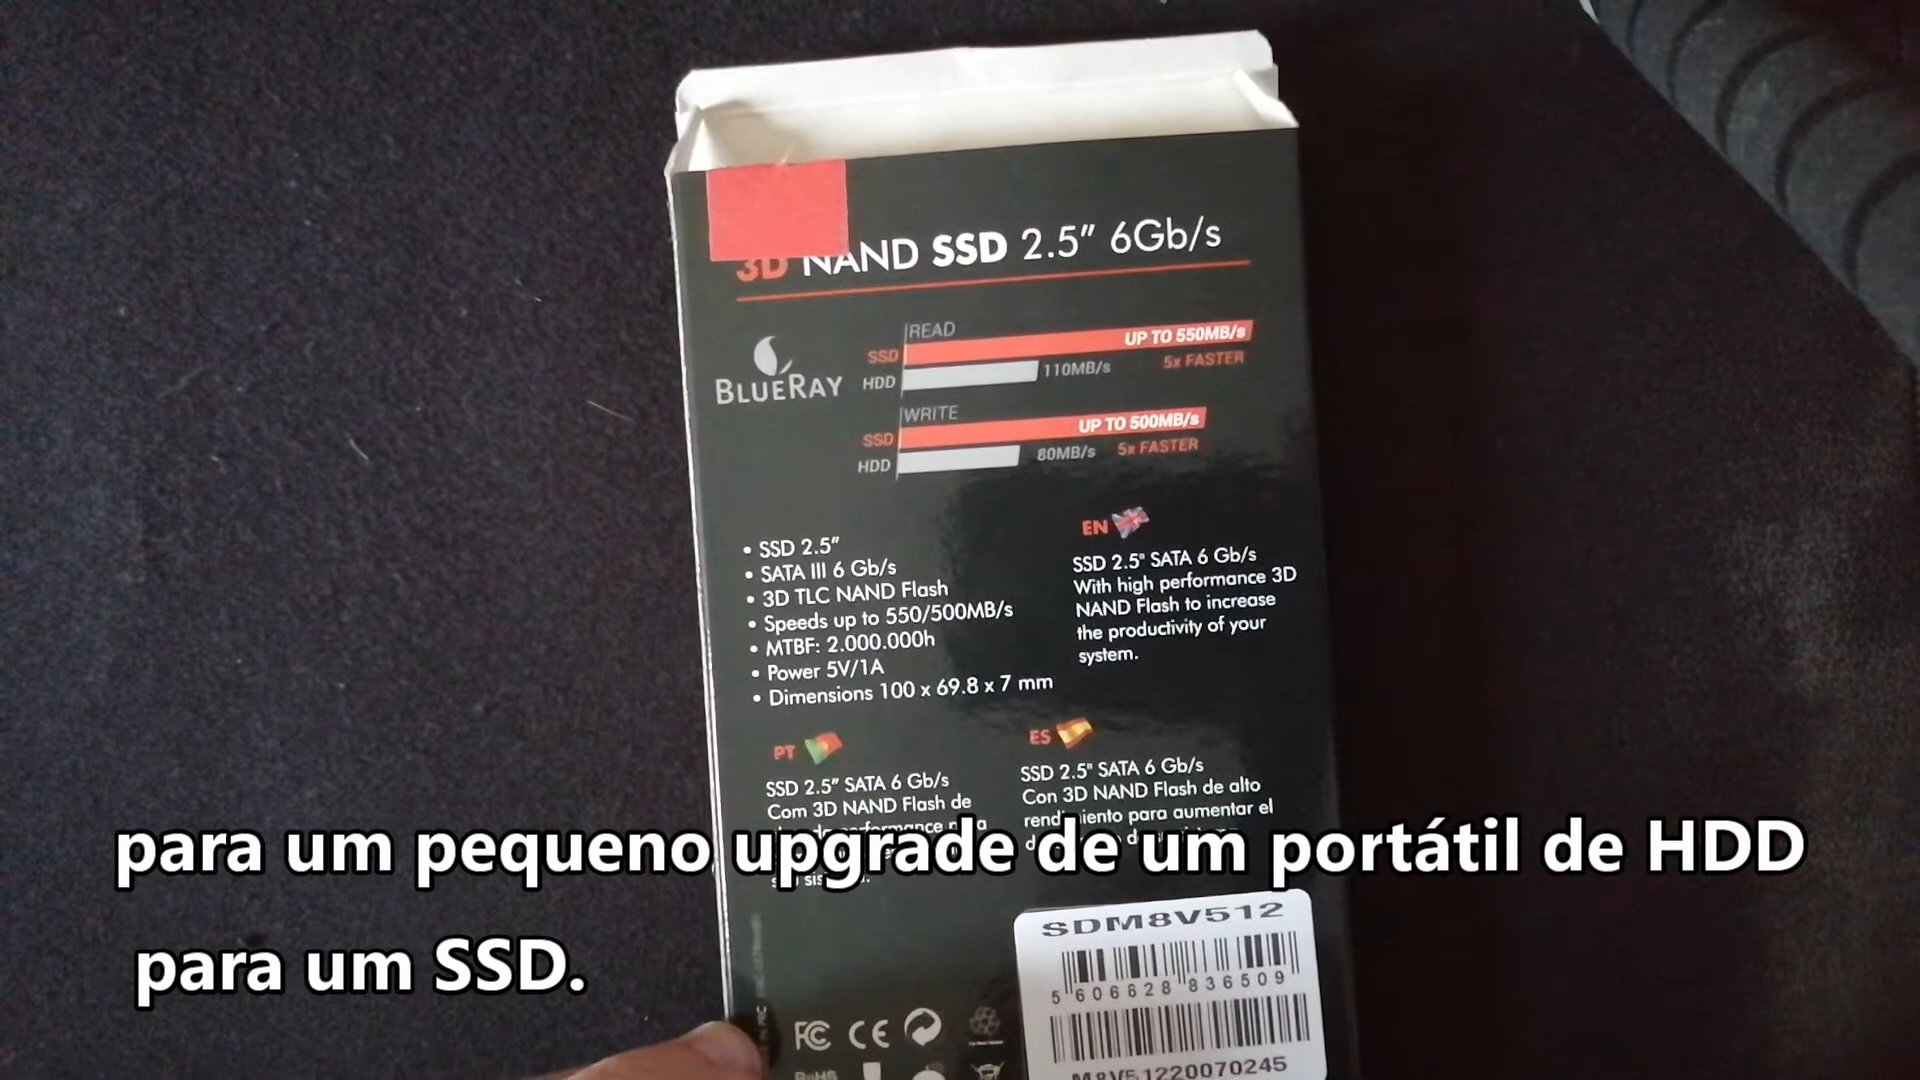 3D NAND SSD 2.5" 6Gb/s
READ
SSD UP TO 550MB/s
HDD 110MB/s 5x FASTER
BLUERAY
WRITE
SSD UP TO 500MB/s
HDD 80MB/s 5x FASTER
• SSD 2.5"
• SATA III 6 Gb/s
• 3D TLC NAND Flash
• Speeds up to 550/500MB/s
• MTBF: 2.000.000h
• Power 5V/1A
• Dimensions 100 x 69.8 x 7 mm
EN
SSD 2.5" SATA 6 Gb/s
With high performance 3D
NAND Flash to increase
the productivity of your
system.
PT
SSD 2.5" SATA 6 Gb/s
Com 3D NAND Flash de
ES
SSD 2.5" SATA 6 Gb/s
Con 3D NAND Flash de alto
rendimiento para aumentar el
para um pequeno upgrade de um portátil de HDD
para um SSD.
SDM8V512
5 606628 836509
M8V51220070245
FC CE
RoHS